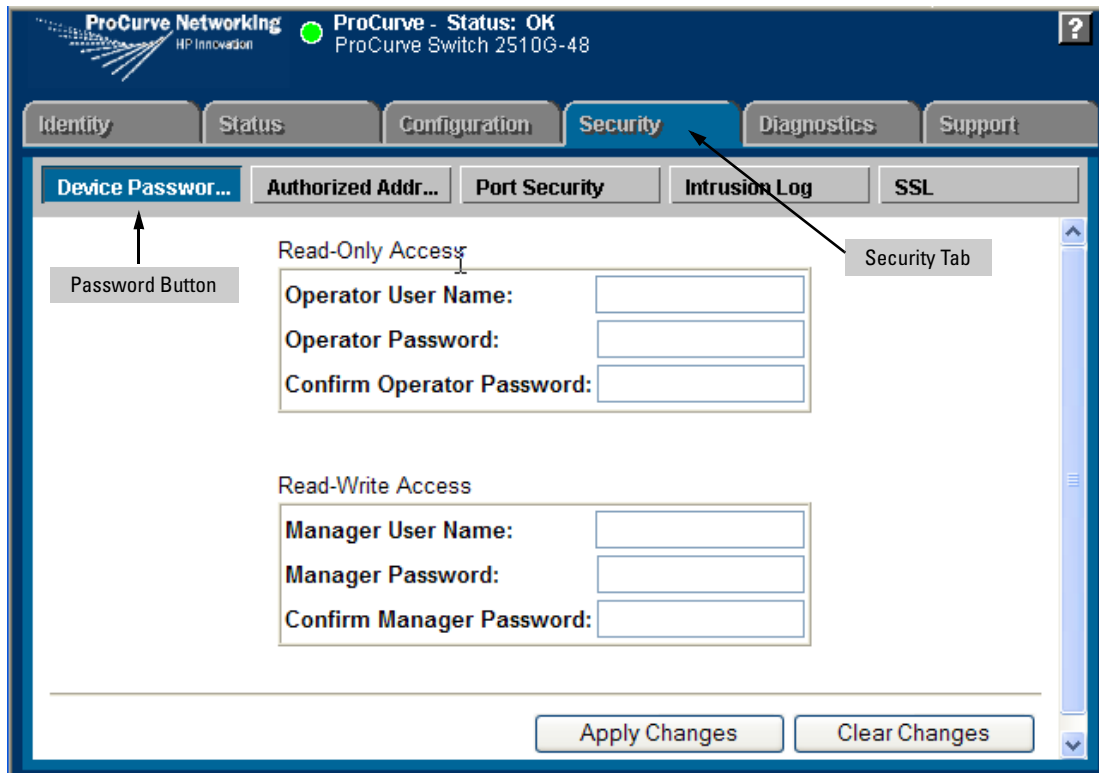 ProCurve Networking
HP Innovation
ProCurve - Status: OK
ProCurve Switch 2510G-48
?
Identity
Status
Configuration
Security
Diagnostics
Support
Device Passwor...
Authorized Addr...
Port Security
Intrusion Log
SSL
Password Button
Security Tab
Read-Only Access
Operator User Name:
Operator Password:
Confirm Operator Password:
Read-Write Access
Manager User Name:
Manager Password:
Confirm Manager Password:
Apply Changes
Clear Changes